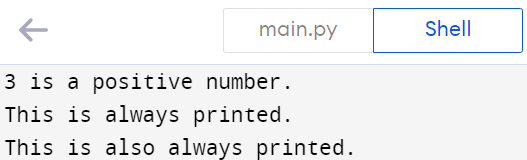 main.py Shell
3 is a positive number.
This is always printed.
This is also always printed.